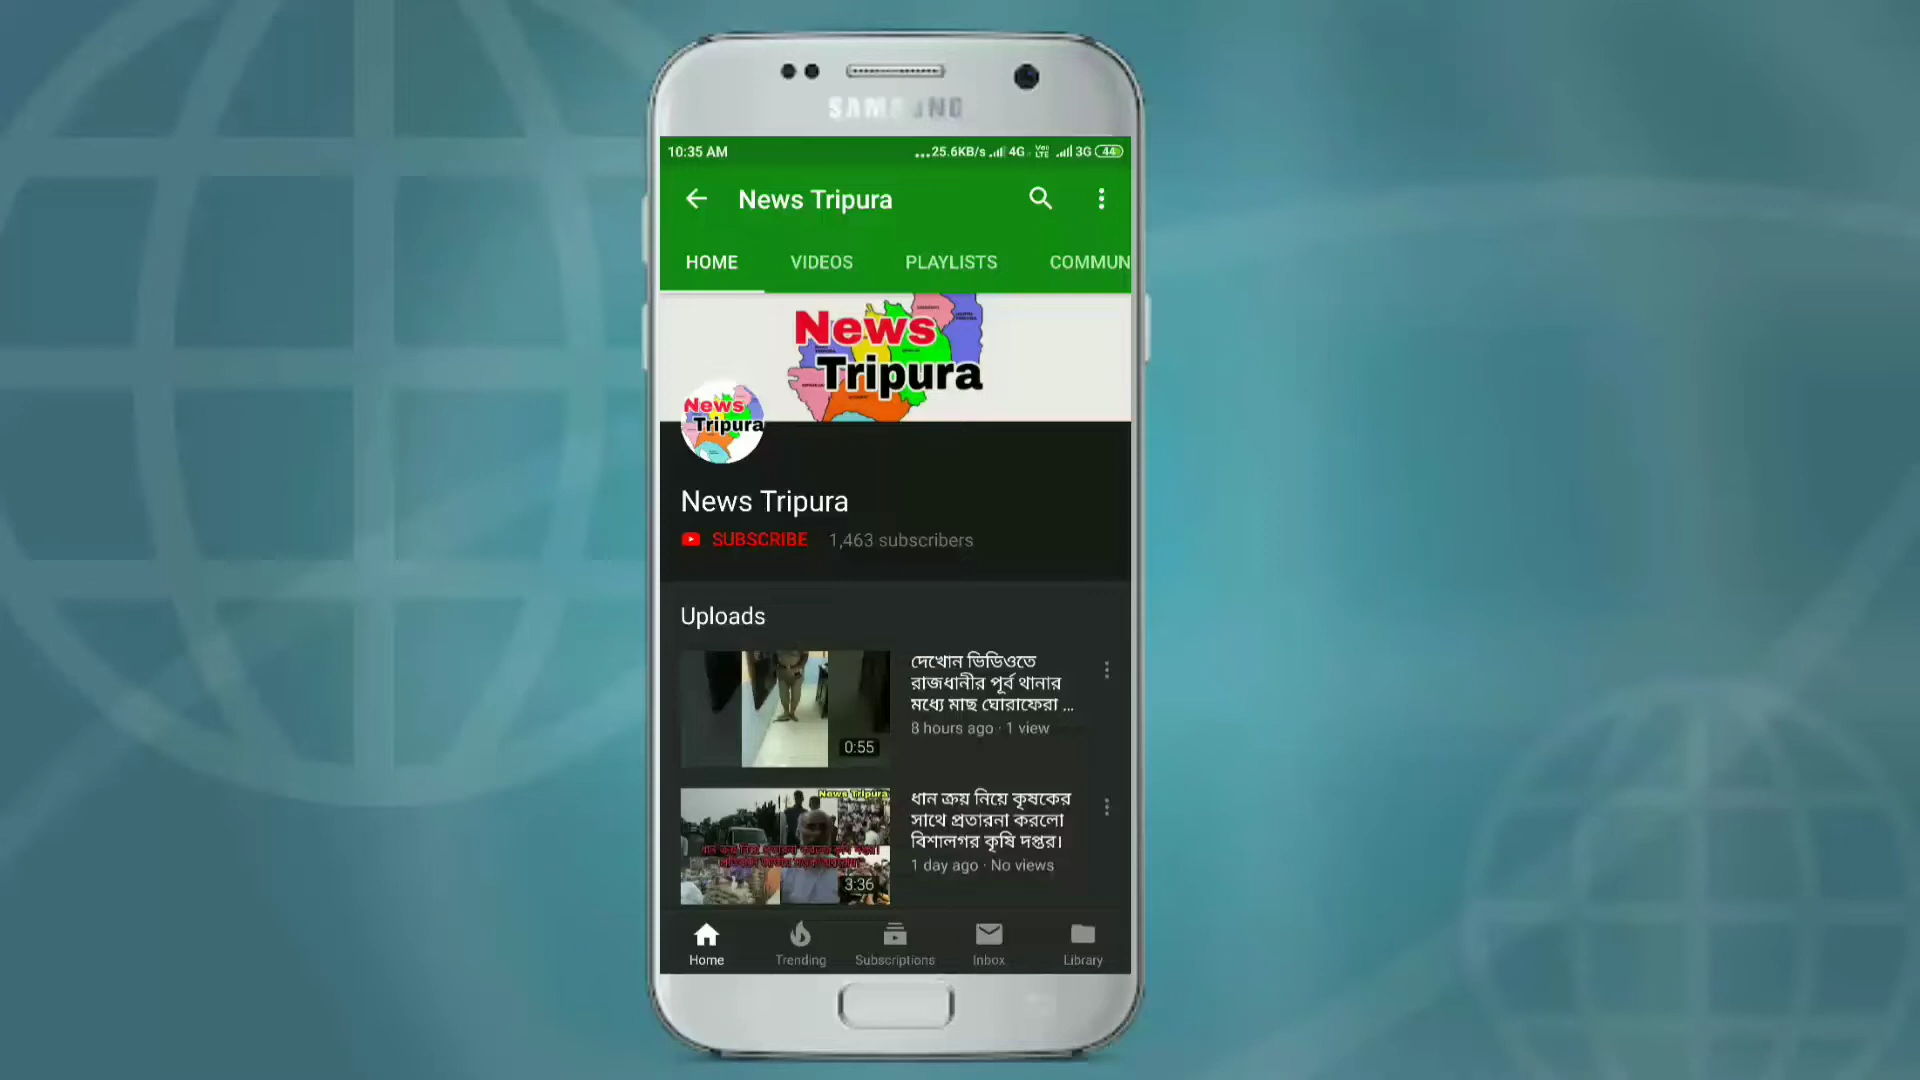 SAMSUNG
10:35 AM
...25.6KB/s 4G VoLTE 3G 44
News Tripura
HOME VIDEOS PLAYLISTS COMMUN
News
Tripura
News
Tripura
News Tripura
SUBSCRIBE 1,463 subscribers
Uploads
দেখোন ভিডিওতে
রাজধানীর পূর্ব থানার
মধ্যে মাছ ঘোরাফেরা ...
8 hours ago · 1 view
0:55
News Tripura
ধান ক্রয় নিয়ে কৃষকের
সাথে প্রতারনা করলো
বিশালগর কৃষি দপ্তর।
1 day ago · No views
3:36
Home Trending Subscriptions Inbox Library